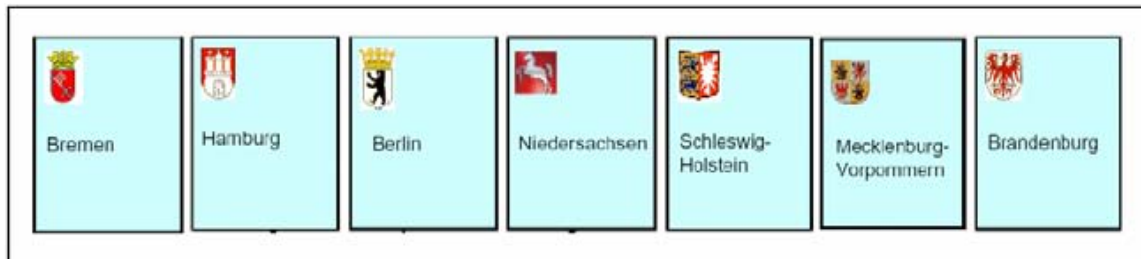 Bremen
Hamburg
Berlin
Niedersachsen
Schleswig-
Holstein
Mecklenburg-
Vorpommern
Brandenburg